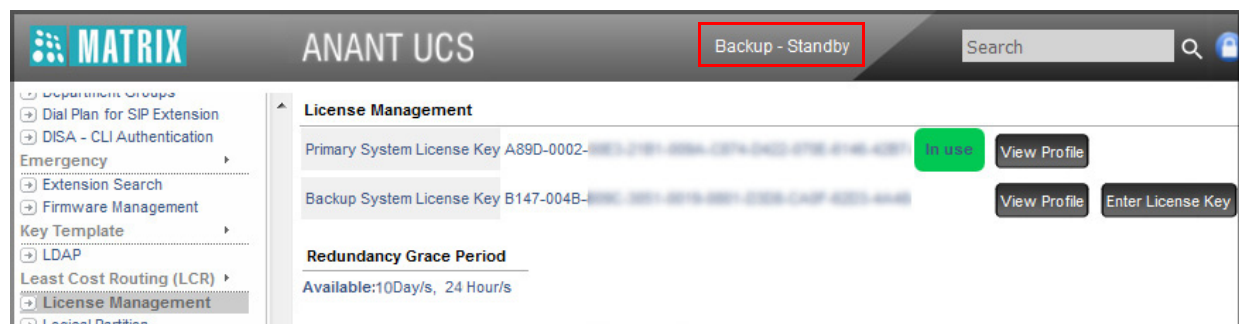 MATRIX
ANANT UCS
Backup - Standby
Search
Department Groups
Dial Plan for SIP Extension
DISA - CLI Authentication
Emergency
Extension Search
Firmware Management
Key Template
LDAP
Least Cost Routing (LCR)
License Management
Logical Partition
License Management
Primary System License Key A89D-0002- In use View Profile
Backup System License Key B147-004B- View Profile Enter License Key
Redundancy Grace Period
Available:10Day/s, 24 Hour/s